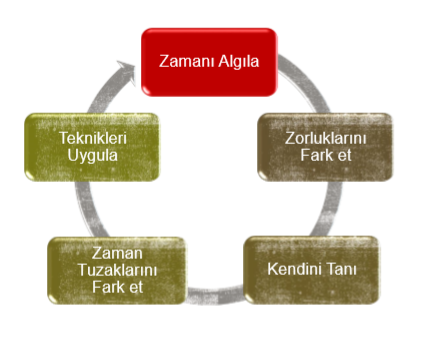 Zamanı Algıla
Zorluklarını
Fark et
Kendini Tanı
Zaman
Tuzaklarını
Fark et
Teknikleri
Uygula